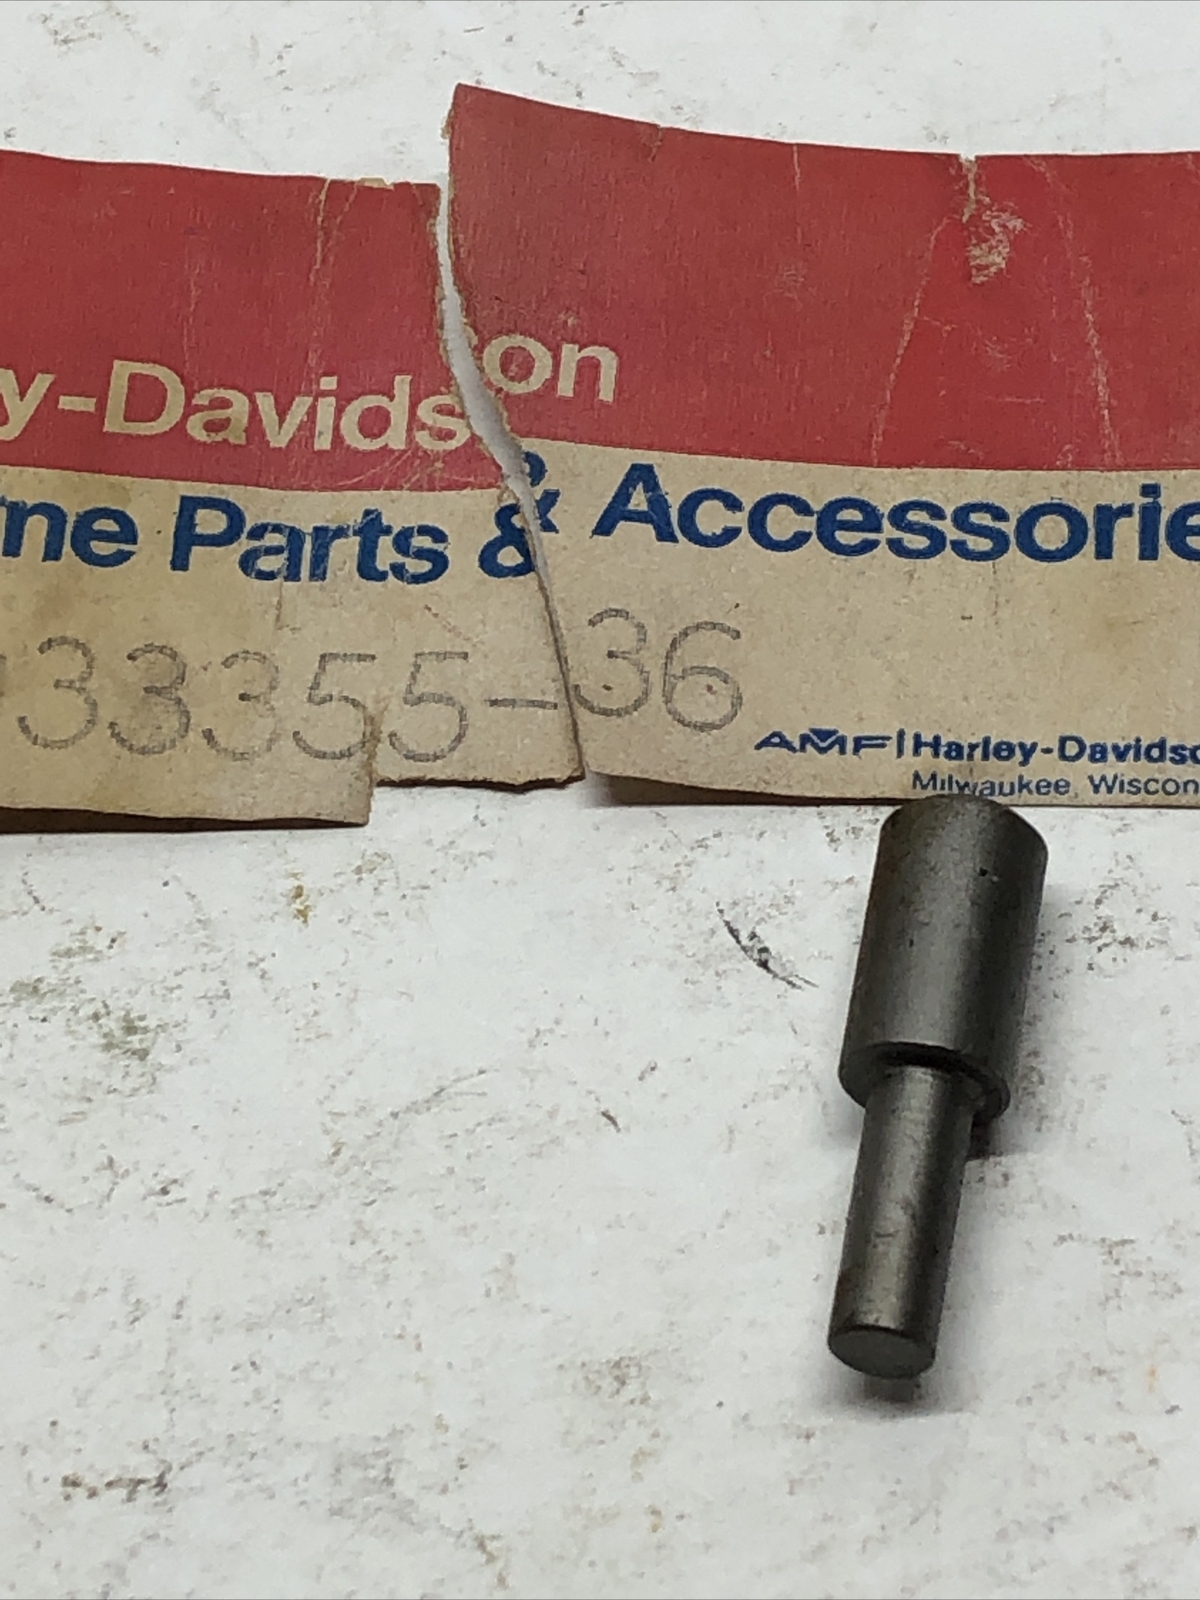 y-Davidson
ne Parts & Accessorie
33355-36
AMF | Harley-Davidso
Milwaukee, Wiscon